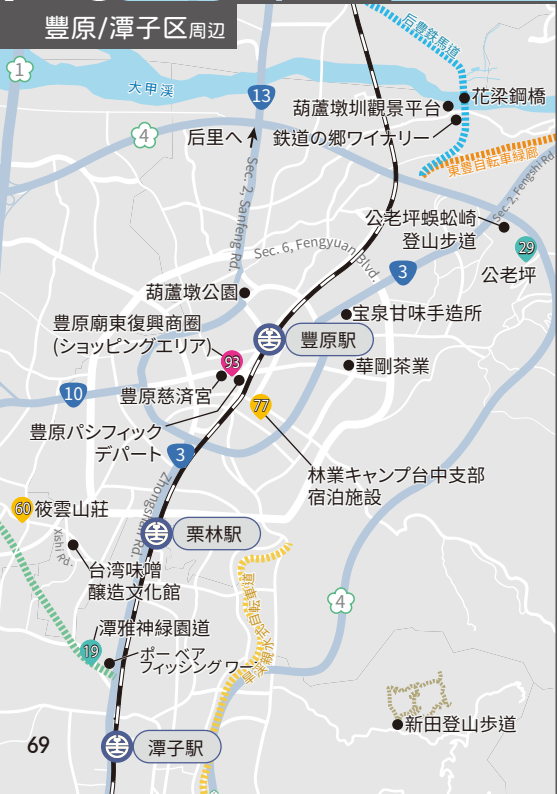 豐原/潭子区周辺
1
大甲渓
4
13
后里へ
后豊鉄馬道
葫蘆墩圳觀景平台
花梁鋼橋
鉄道の郷ワイナリー
東豊自転車緑廊
Sec. 2, Sanfeng Rd.
Sec. 2, Fengshi Rd.
公老坪蜈蚣崎
登山步道
29
公老坪
Sec. 6, Fengyuan Blvd.
3
葫蘆墩公園
宝泉甘味手造所
豊原廟東復興商圏
(ショッピングエリア)
93
豐原駅
華剛茶業
10
豊原慈済宮
77
豊原パシフィック
デパート
3
林業キャンプ台中支部
宿泊施設
Zhongshan Rd.
60
筱雲山荘
栗林駅
Xishi Rd.
台湾味噌
醸造文化館
4
潭雅神緑園道
19
ポー ベア
フィッシング ワー
潭子駅
新田登山歩道
69